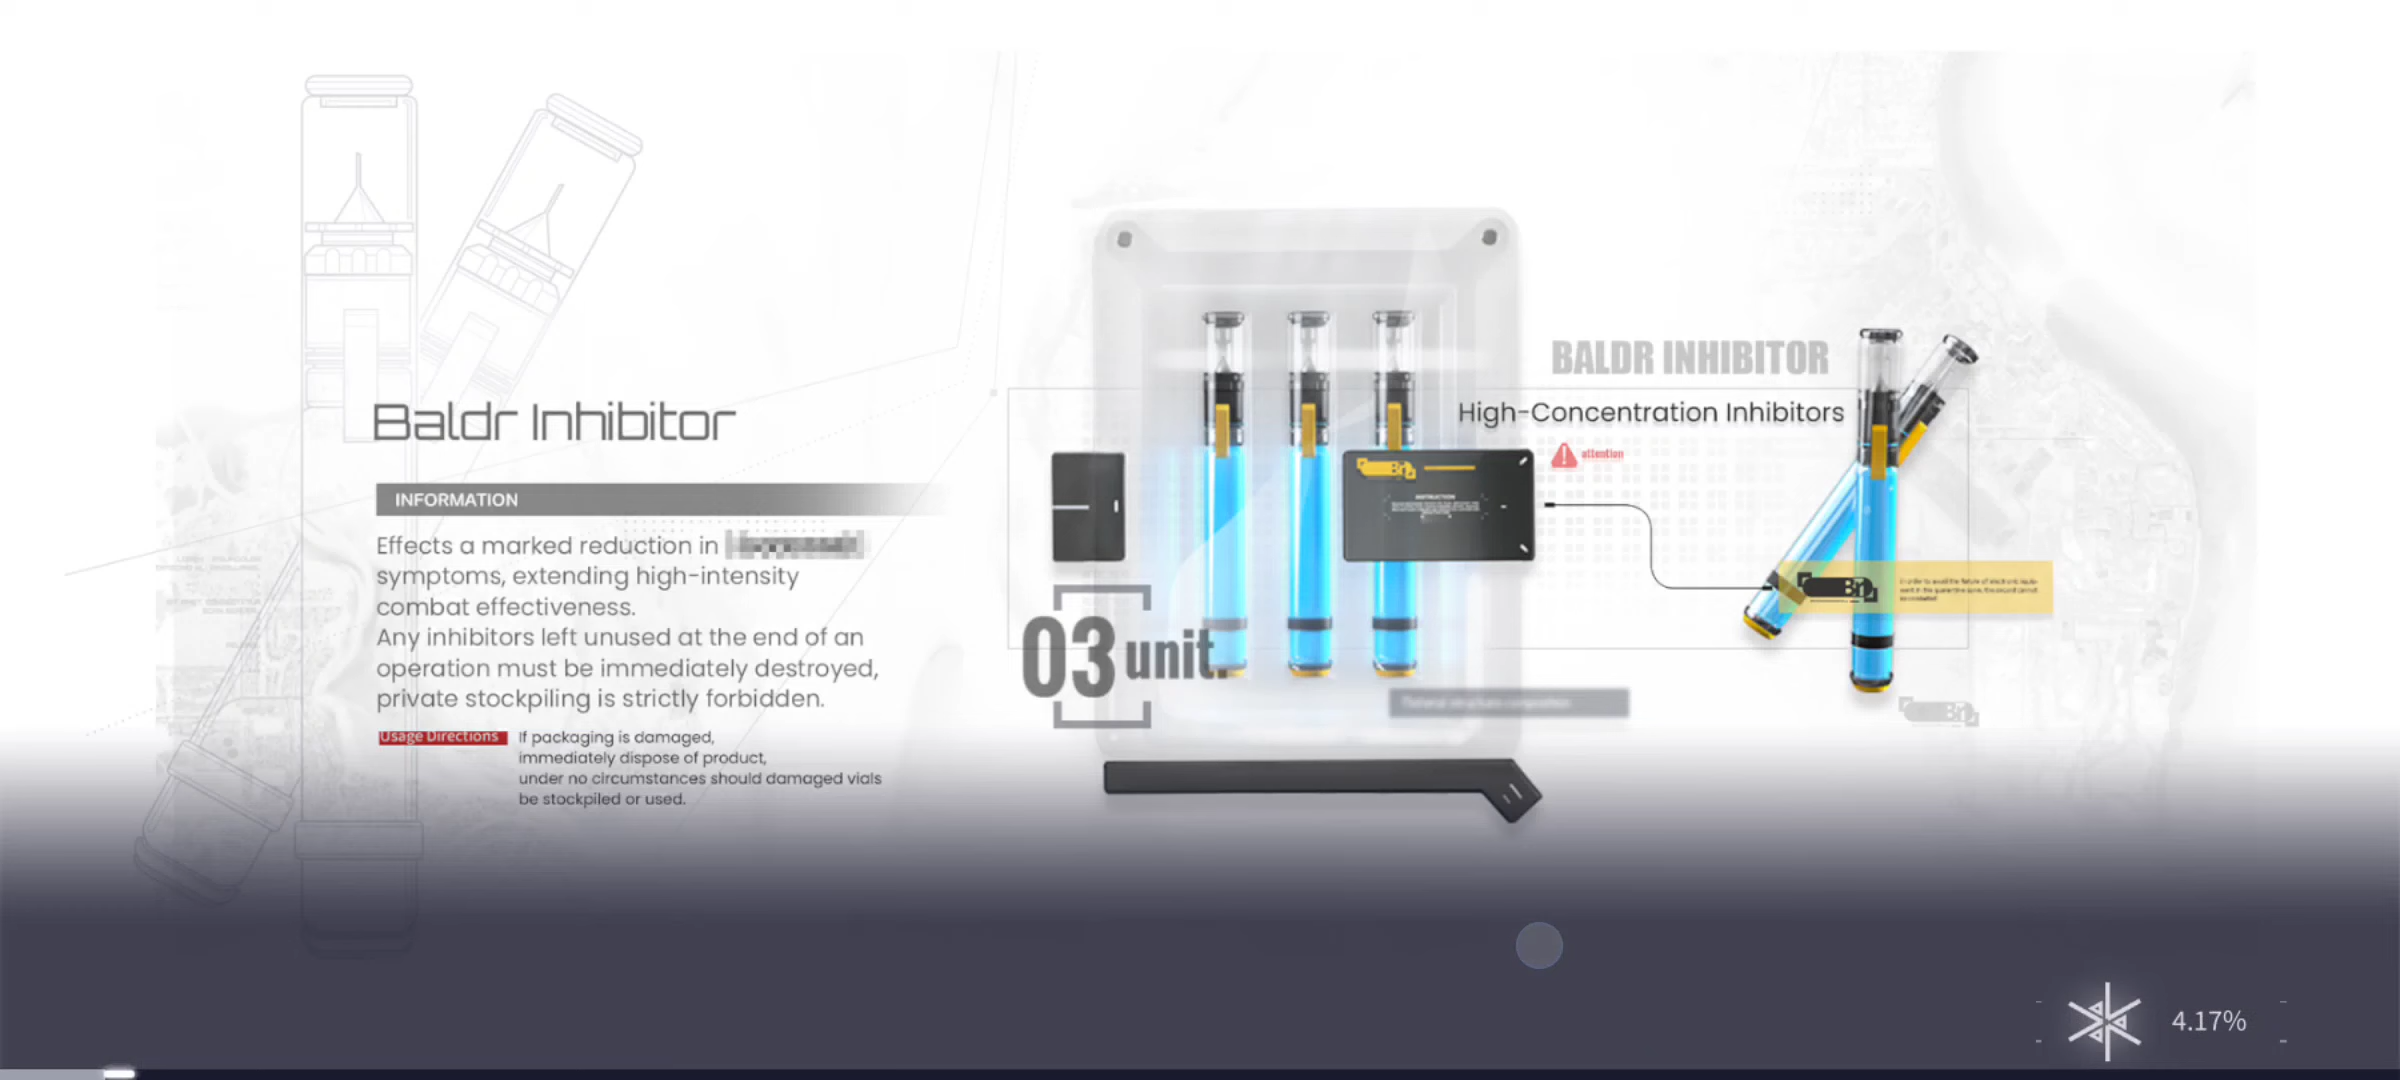 Baldr Inhibitor
INFORMATION
Effects a marked reduction in
symptoms, extending high-intensity
combat effectiveness.
Any inhibitors left unused at the end of an
operation must be immediately destroyed,
private stockpiling is strictly forbidden.
Usage Directions
If packaging is damaged,
immediately dispose of product,
under no circumstances should damaged vials
be stockpiled or used.
03 unit.
BALDR INHIBITOR
High-Concentration Inhibitors
attention
INSTRUCTION
4.17%